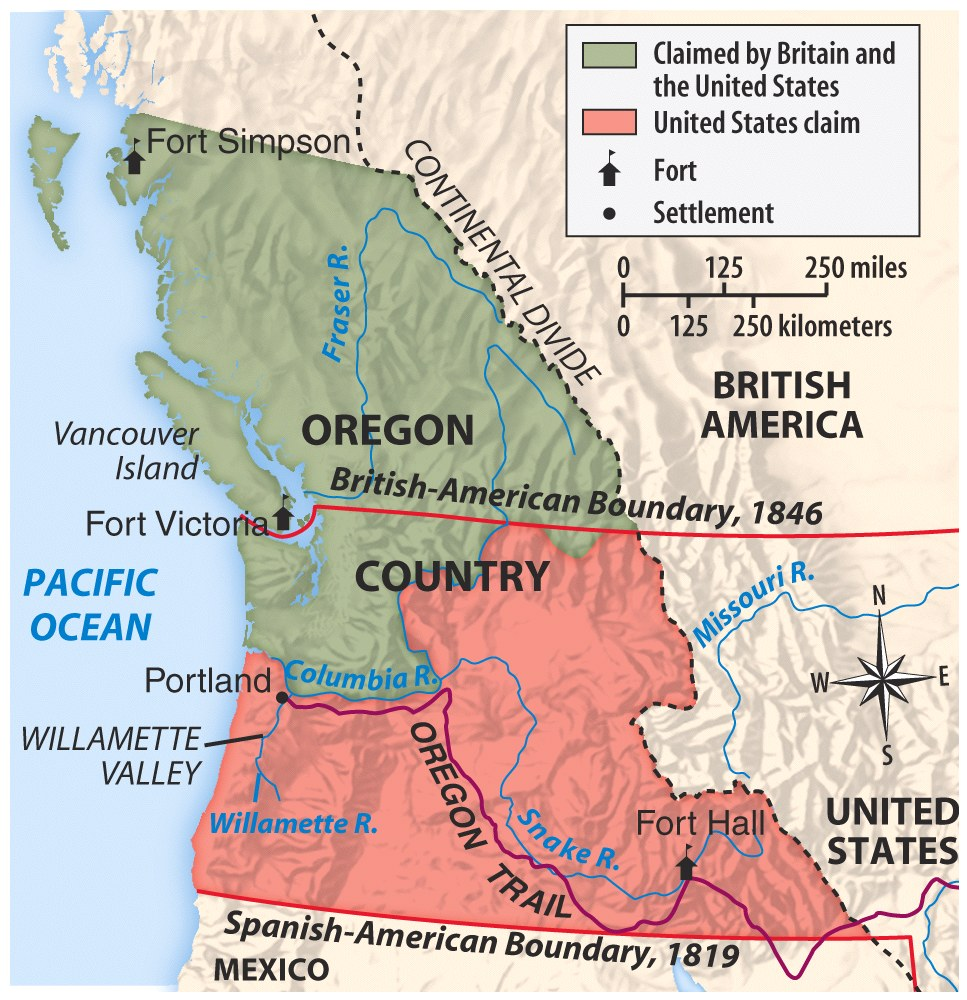 Claimed by Britain and
the United States
United States claim
Fort
Settlement
0 125 250 miles
0 125 250 kilometers
Fort Simpson
CONTINENTAL DIVIDE
Fraser R.
BRITISH
AMERICA
OREGON
Vancouver
Island
British-American Boundary, 1846
Fort Victoria
COUNTRY
PACIFIC
OCEAN
Missouri R.
N
W E
S
Portland
Columbia R.
WILLAMETTE
VALLEY
OREGON TRAIL
Willamette R.
Snake R.
Fort Hall
UNITED
STATES
Spanish-American Boundary, 1819
MEXICO